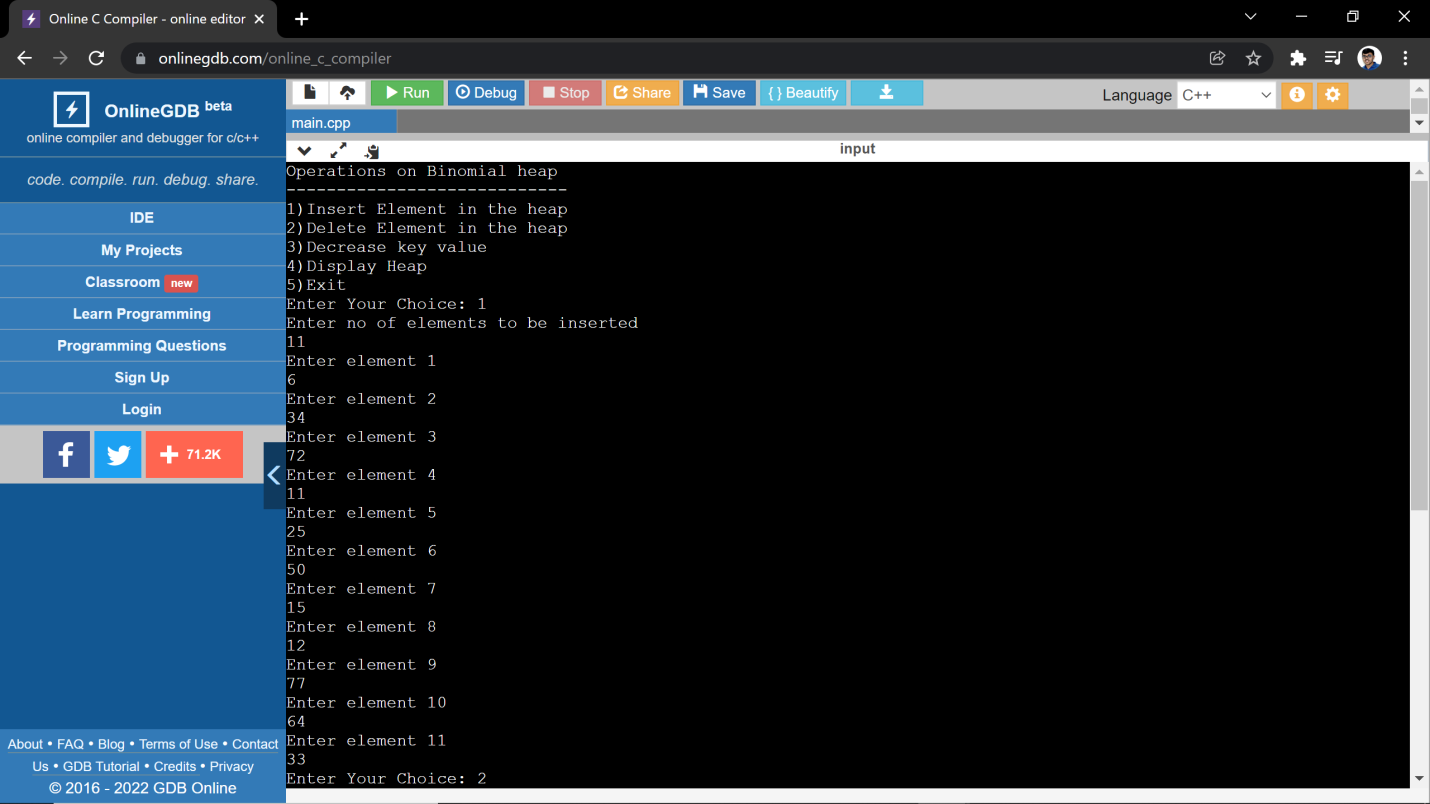 Online C Compiler - online editor
onlinegdb.com/online_c_compiler
OnlineGDB beta
online compiler and debugger for c/c++
code. compile. run. debug. share.
IDE
My Projects
Classroom new
Learn Programming
Programming Questions
Sign Up
Login
f
71.2K
About • FAQ • Blog • Terms of Use • Contact
Us • GDB Tutorial • Credits • Privacy
© 2016 - 2022 GDB Online
Run Debug Stop Share Save { } Beautify
Language C++
main.cpp
input
Operations on Binomial heap
----------------------------
1)Insert Element in the heap
2)Delete Element in the heap
3)Decrease key value
4)Display Heap
5)Exit
Enter Your Choice: 1
Enter no of elements to be inserted
11
Enter element 1
6
Enter element 2
34
Enter element 3
72
Enter element 4
11
Enter element 5
25
Enter element 6
50
Enter element 7
15
Enter element 8
12
Enter element 9
77
Enter element 10
64
Enter element 11
33
Enter Your Choice: 2